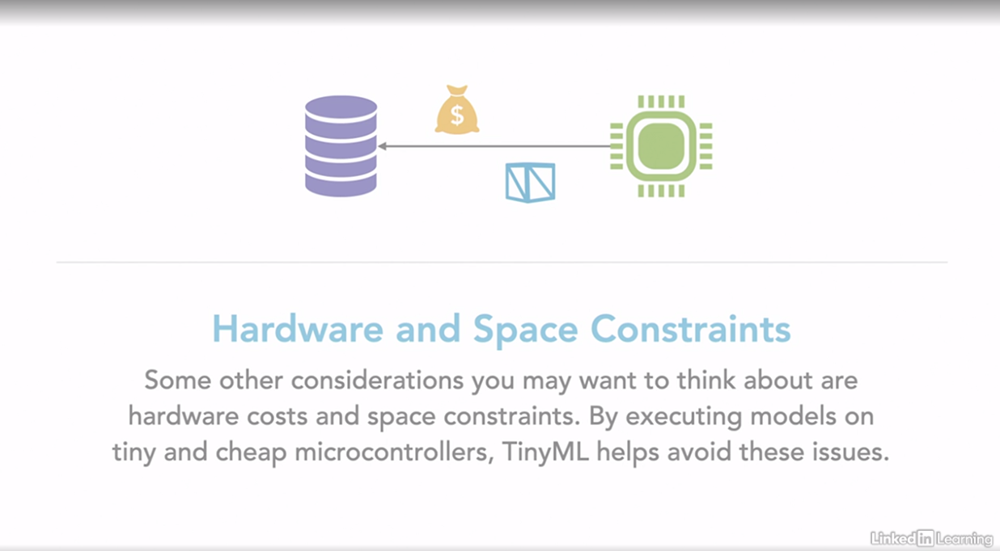 $
Hardware and Space Constraints
Some other considerations you may want to think about are
hardware costs and space constraints. By executing models on
tiny and cheap microcontrollers, TinyML helps avoid these issues.
Linked in Learning